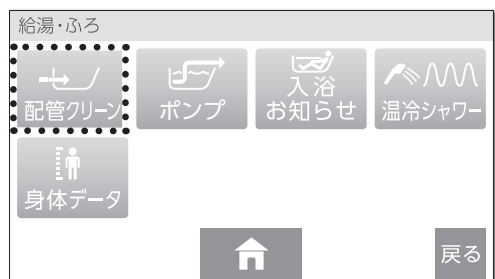 給湯・ふろ
配管クリーン
ポンプ
入浴
お知らせ
温冷シャワー
身体データ
戻る